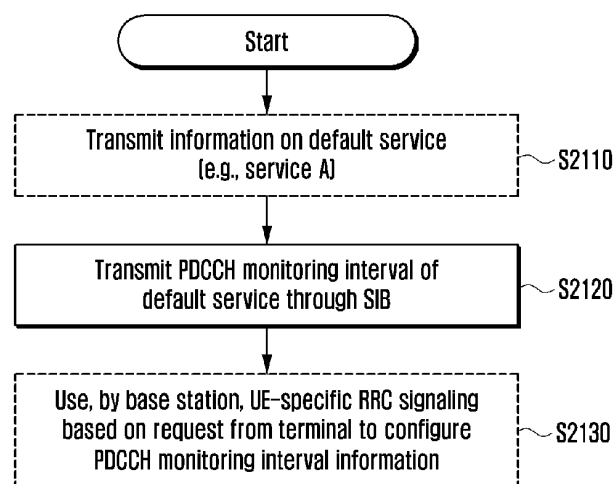 Start
Transmit information on default service
(e.g., service A)
S2110
Transmit PDCCH monitoring interval of
default service through SIB
S2120
Use, by base station, UE-specific RRC signaling
based on request from terminal to configure
PDCCH monitoring interval information
S2130